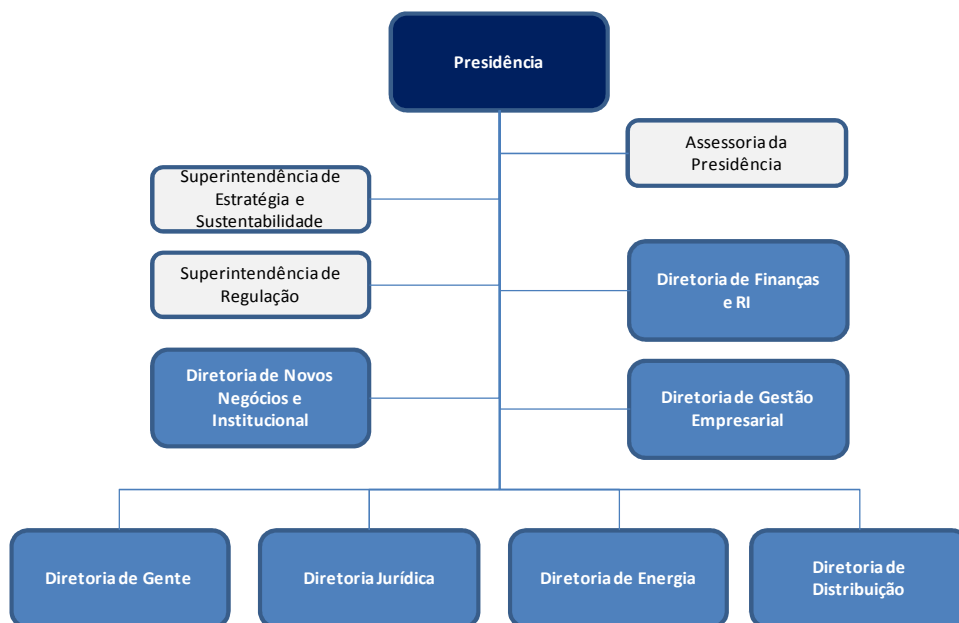 Presidência
Assessoria da
Presidência
Superintendência de
Estratégia e
Sustentabilidade
Superintendência de
Regulação
Diretoria de Finanças
e RI
Diretoria de Novos
Negócios e
Institucional
Diretoria de Gestão
Empresarial
Diretoria de Gente
Diretoria Jurídica
Diretoria de Energia
Diretoria de
Distribuição